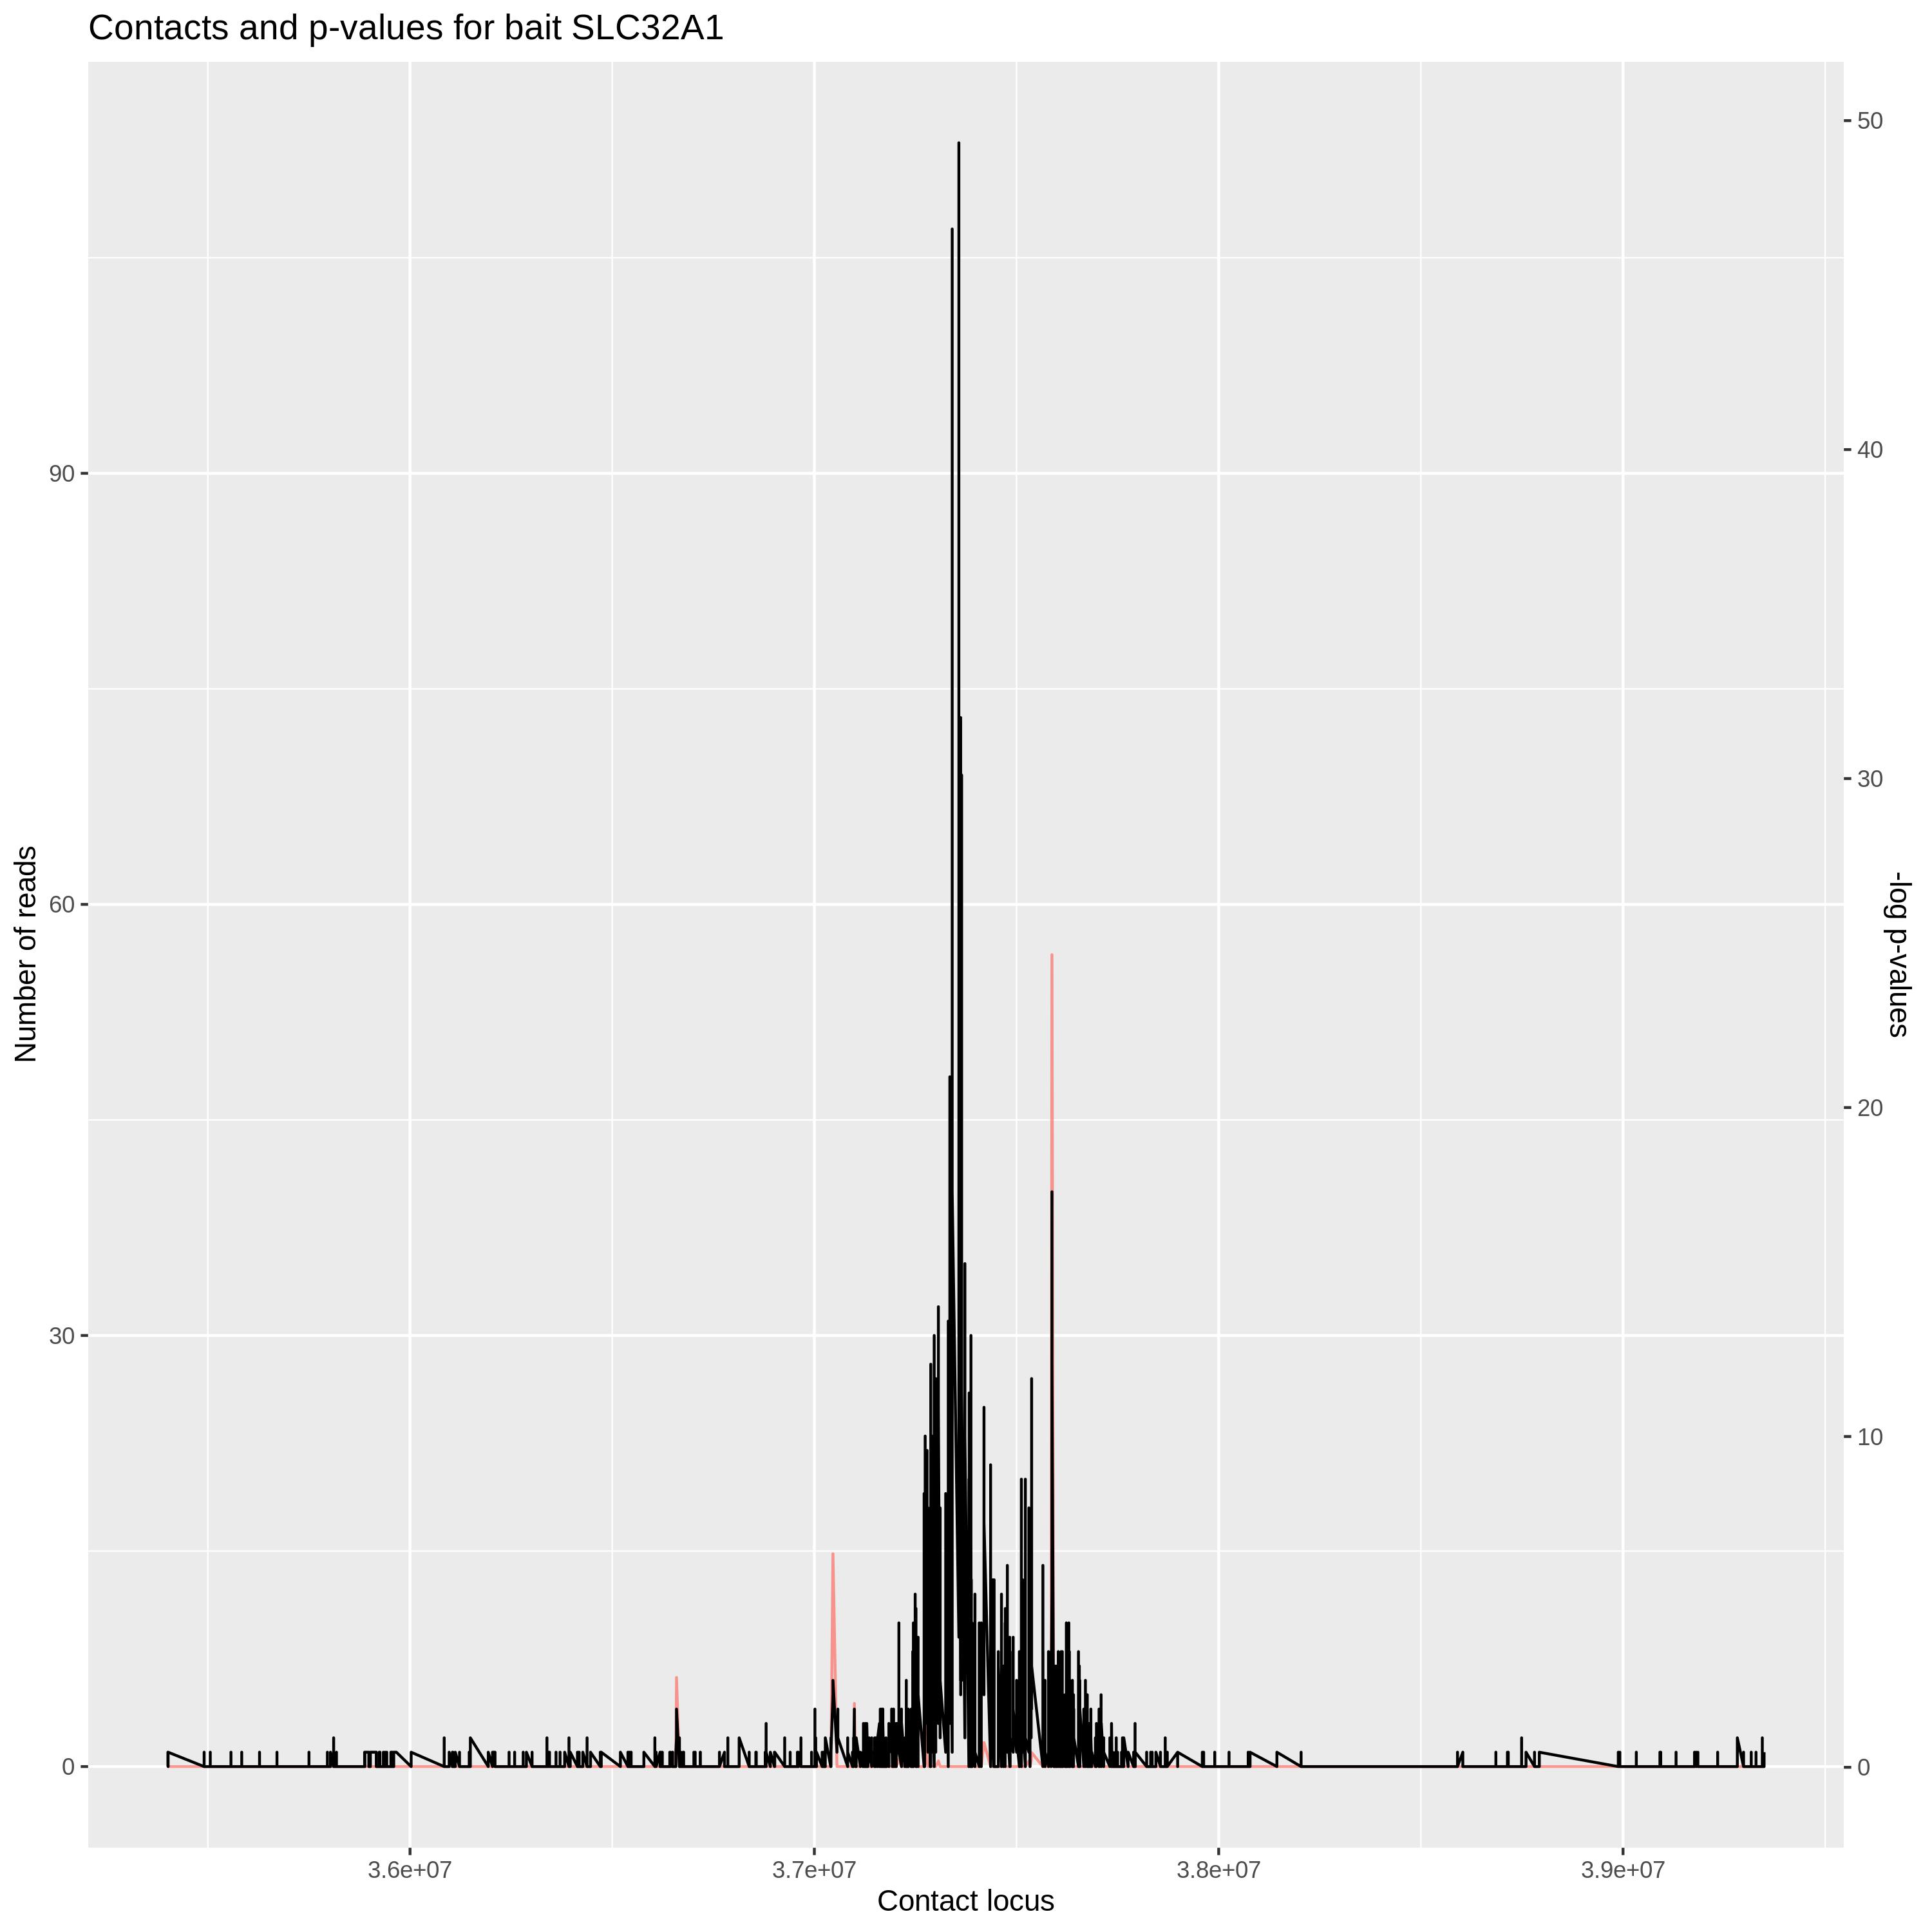 Contacts and p-values for bait SLC32A1
Number of reads
90
60
30
0
50
40
30
20
10
0
-log p-values
3.6e+07
3.7e+07
3.8e+07
3.9e+07
Contact locus